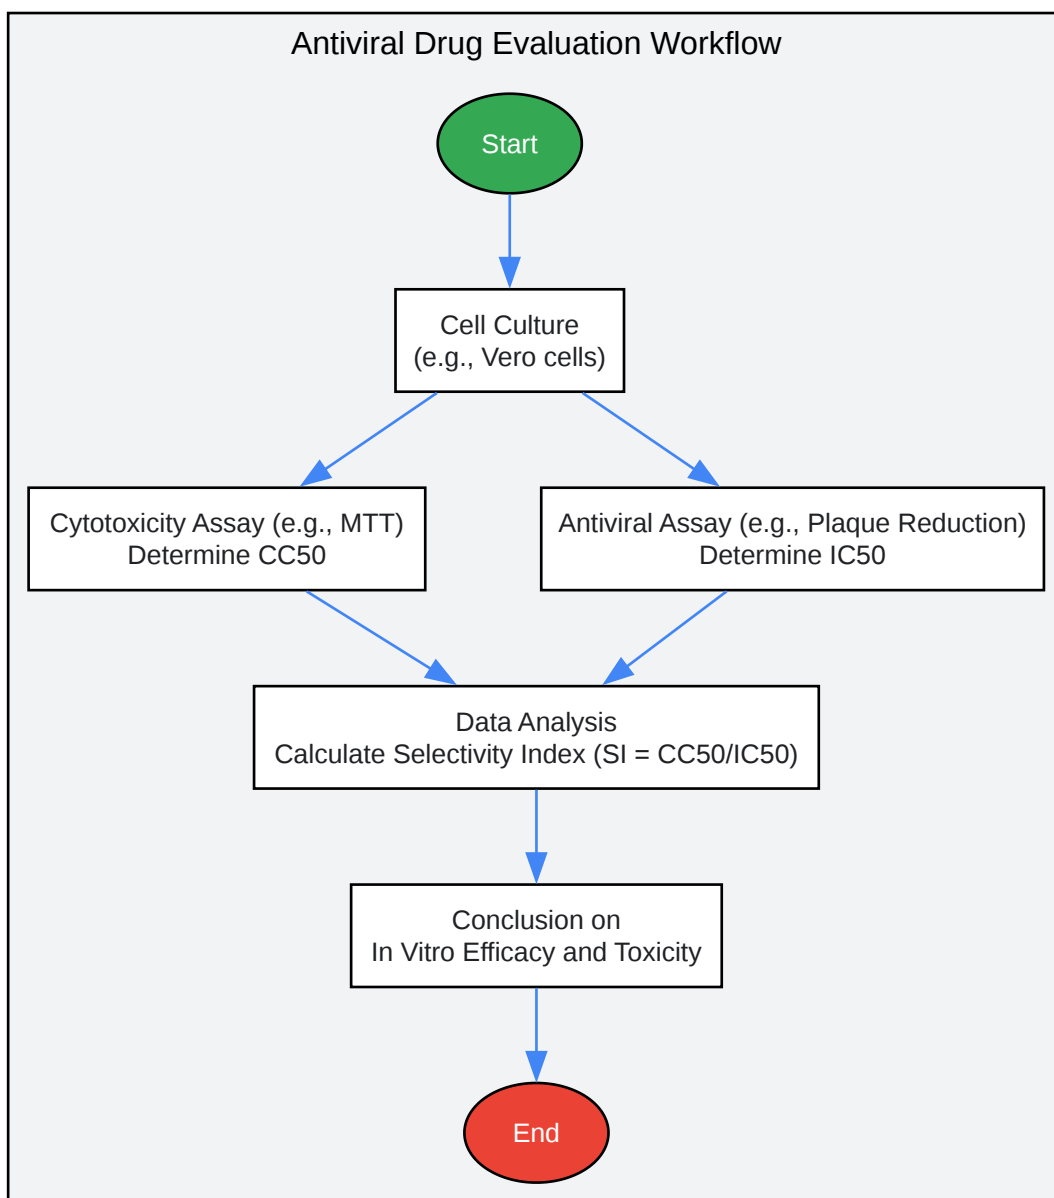 Antiviral Drug Evaluation Workflow
Start
Cell Culture
(e.g., Vero cells)
Cytotoxicity Assay (e.g., MTT)
Determine CC50
Antiviral Assay (e.g., Plaque Reduction)
Determine IC50
Data Analysis
Calculate Selectivity Index (SI = CC50/IC50)
Conclusion on
In Vitro Efficacy and Toxicity
End